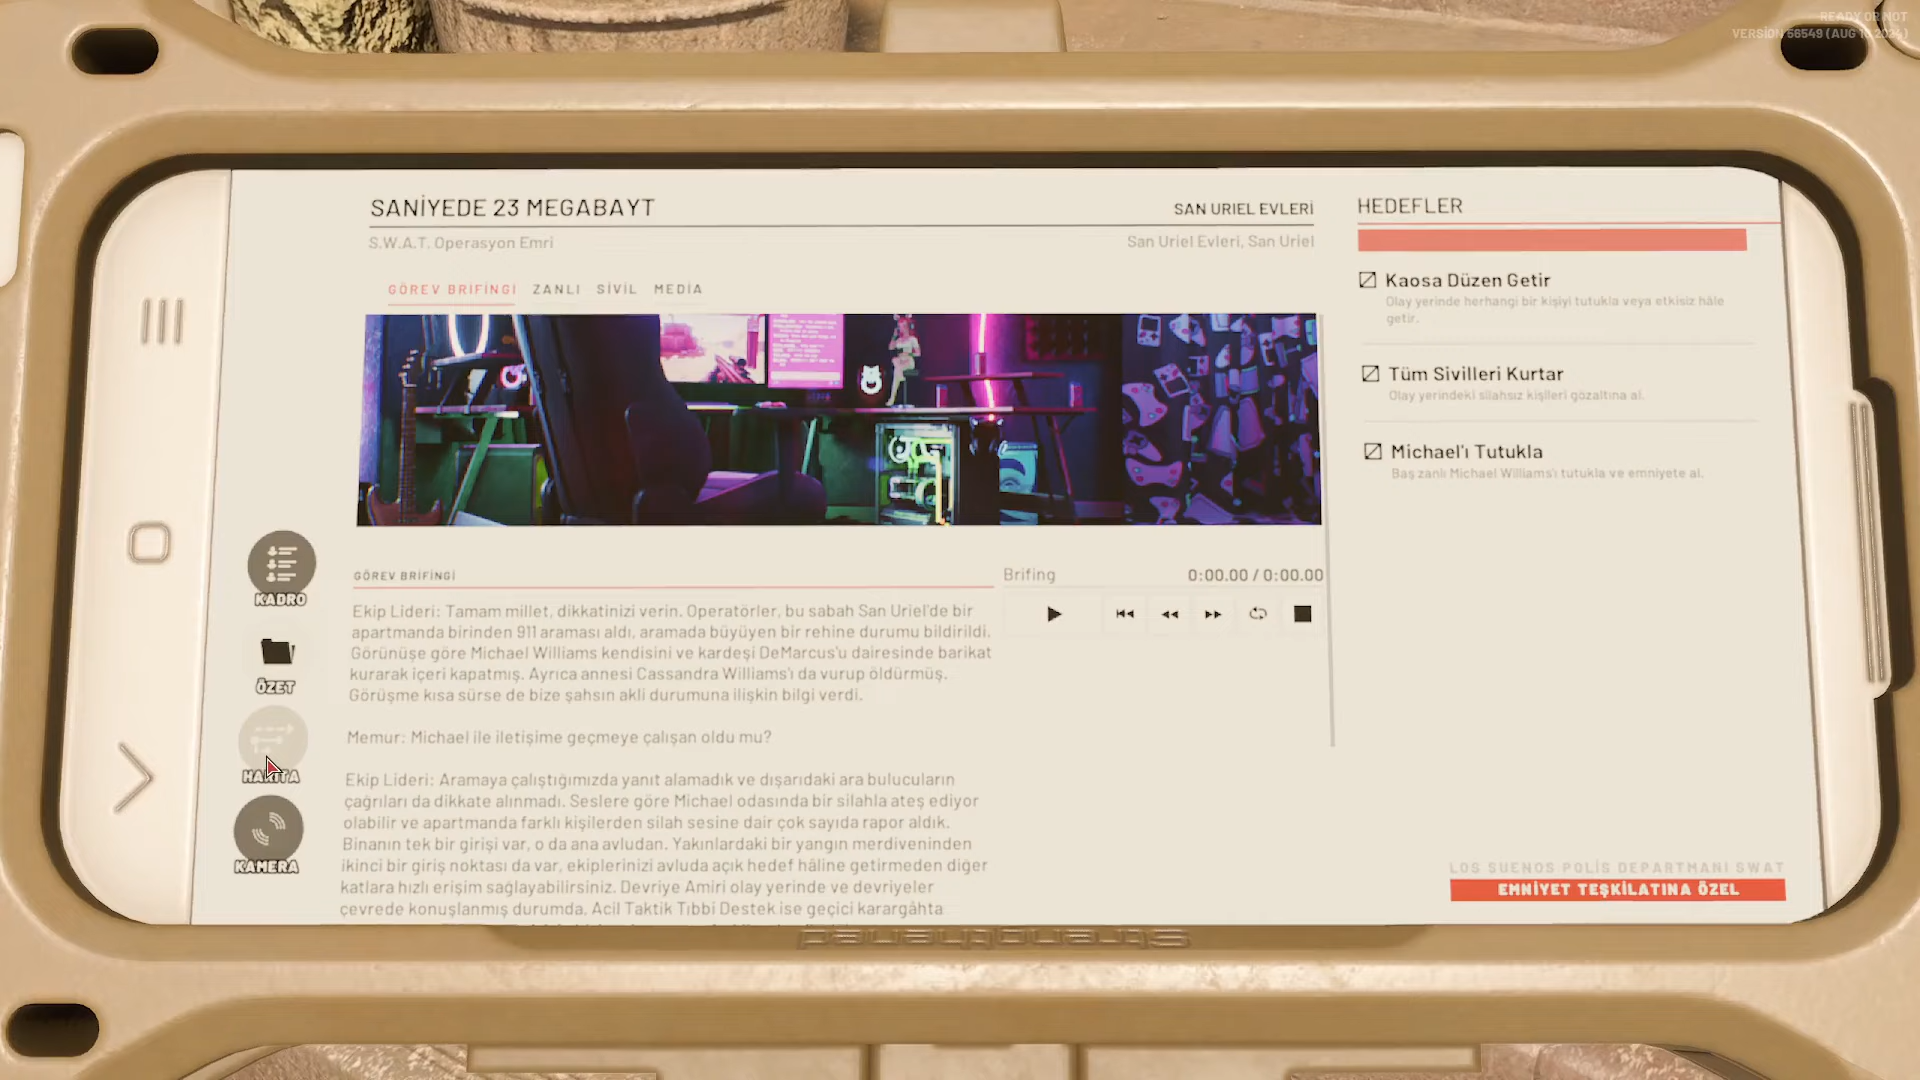 READY OR NOT
SANİYEDE 23 MEGABAYT
SAN URIEL EVLERİ
S.W.A.T. Operasyon Emri
San Uriel Evleri, San Uriel
GÖREV BRİFİNGİ ZANLI SİVİL MEDİA
HEDEFLER
Kaosa Düzen Getir
Olay yerinde herhangi bir kişiyi tutukla veya etkisiz hâle
getir.
Tüm Sivilleri Kurtar
Olay yerindeki silahsız kişileri gözaltına al.
Michael'ı Tutukla
Baş zanlı Michael Williams'ı tutukla ve emniyete al.
KADRO
ÖZET
HARİTA
KAMERA
GÖREV BRİFİNGİ
Ekip Lideri: Tamam millet, dikkatinizi verin. Operatörler, bu sabah San Uriel'de bir
apartmanda birinden 911 araması aldı, aramada büyüyen bir rehine durumu bildirildi.
Görünüşe göre Michael Williams kendisini ve kardeşi DeMarcus'u dairesinde barikat
kurarak içeri kapatmış. Ayrıca annesi Cassandra Williams'ı da vurup öldürmüş.
Görüşme kısa sürse de bize şahsın akli durumuna ilişkin bilgi verdi.
Memur: Michael ile iletişime geçmeye çalışan oldu mu?
Ekip Lideri: Aramaya çalıştığımızda yanıt alamadık ve dışarıdaki ara bulucuların
çağrıları da dikkate alınmadı. Seslere göre Michael odasında bir silahla ateş ediyor
olabilir ve apartmanda farklı kişilerden silah sesine dair çok sayıda rapor aldık.
Binanın tek bir girişi var, o da ana avludan. Yakınlardaki bir yangın merdiveninden
ikinci bir giriş noktası da var, ekiplerinizi avluda açık hedef hâline getirmeden diğer
katlara hızlı erişim sağlayabilirsiniz. Devriye Amiri olay yerinde ve devriyeler
çevrede konuşlanmış durumda. Acil Taktik Tıbbi Destek ise geçici karargâhta
Brifing
0:00.00 / 0:00.00
LOS SUENOS POLİS DEPARTMANI SWAT
EMNİYET TEŞKİLATINA ÖZEL